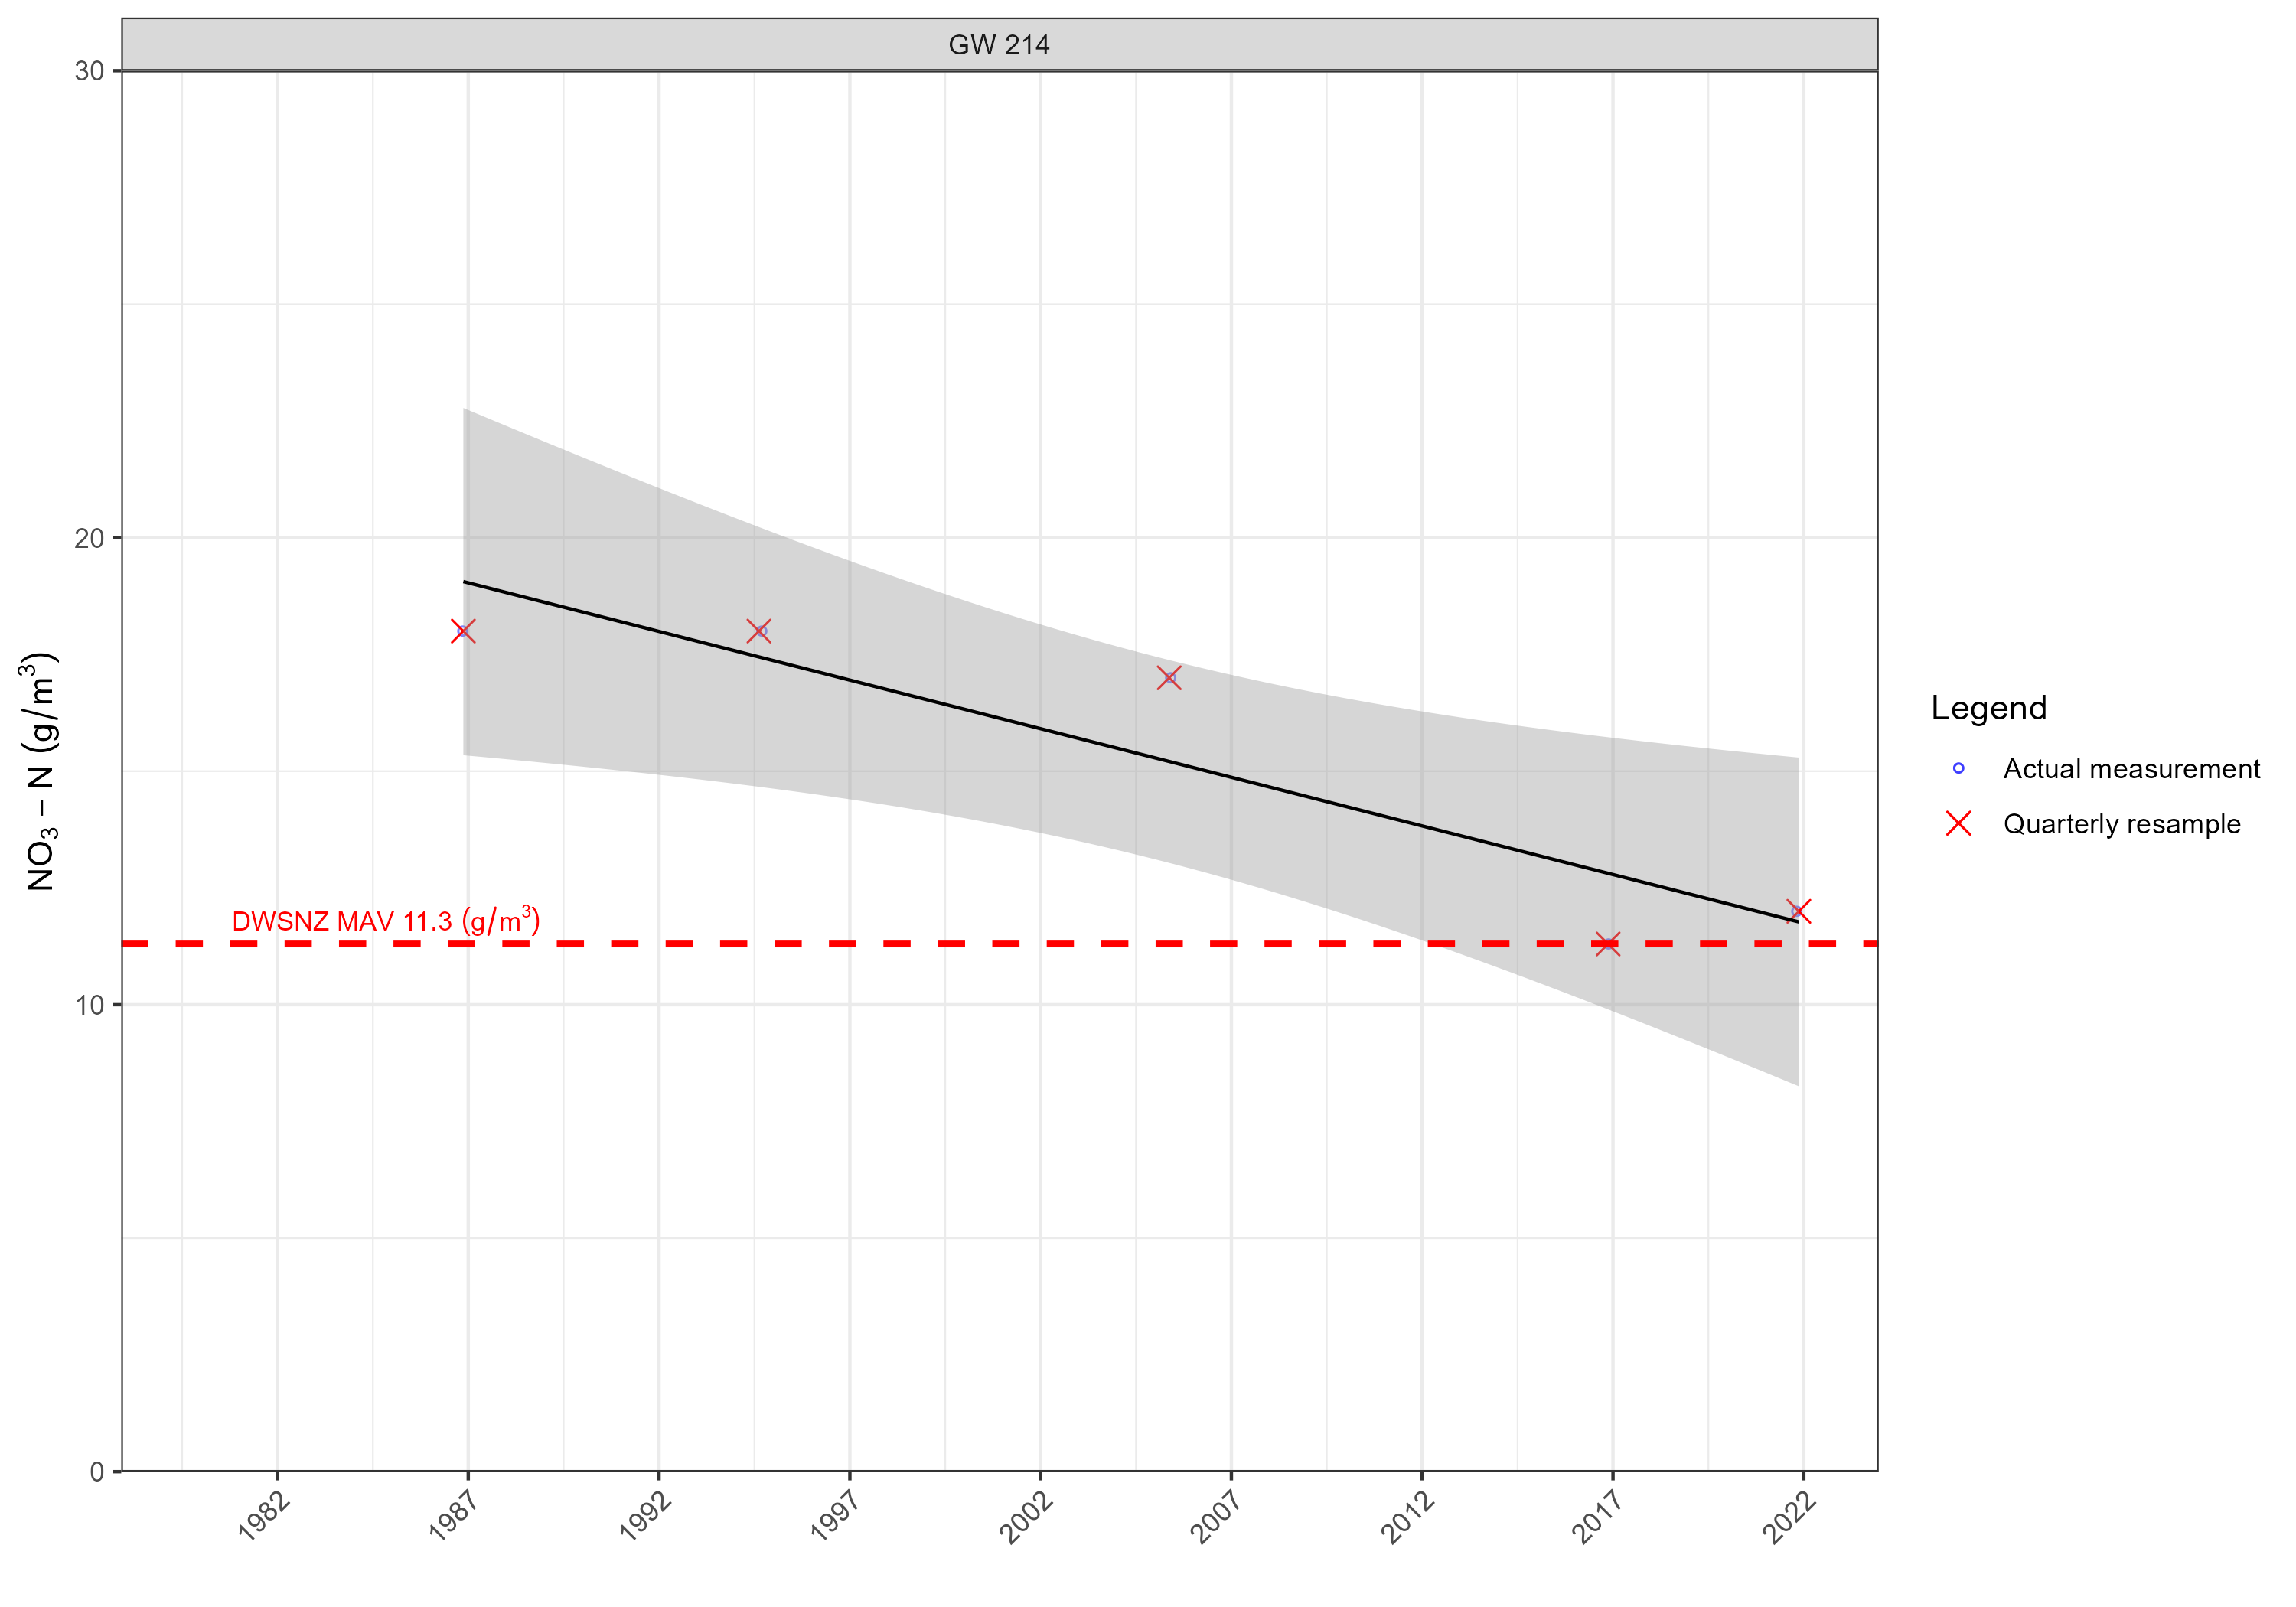 GW 214
30
20
10
0
NO₃ – N (g/m³)
DWSNZ MAV 11.3 (g/m³)
1982
1987
1992
1997
2002
2007
2012
2017
2022
Legend
Actual measurement
Quarterly resample